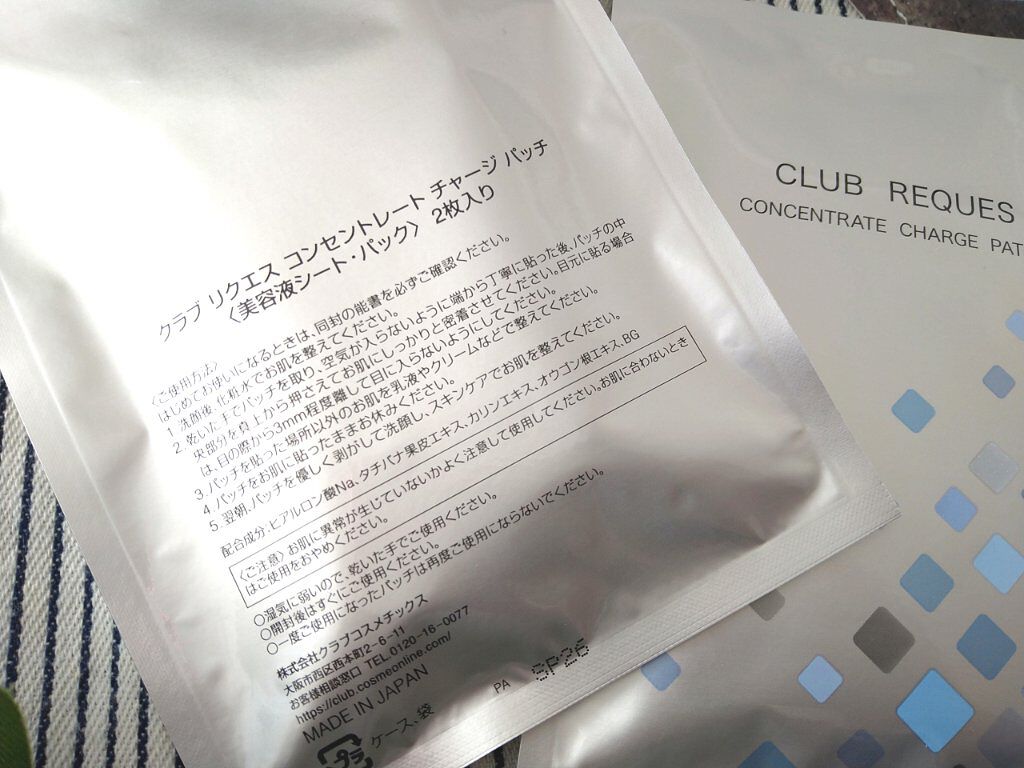 クラブ リクエス コンセントレート チャージ パッチ
〈美容液シート・パック〉 2枚入り
〈ご使用方法〉
はじめてお使いになるときは、同封の能書を必ずご確認ください。
1. 洗顔後、化粧水でお肌を整えてください。
2. 乾いた手でパッチを取り、空気が入らないように端から丁寧に貼った後、パッチの中
央部分を真上から押さえてお肌にしっかりと密着させてください。目元に貼る場合
は、目の際から3mm程度離して目に入らないようにしてください。
3. パッチを貼った場所以外のお肌を乳液やクリームなどで整えてください。
4. パッチをお肌に貼ったままお休みください。
5. 翌朝、パッチを優しく剥がして洗顔し、スキンケアでお肌を整えてください。
配合成分:ヒアルロン酸Na、タチバナ果皮エキス、カリンエキス、オウゴン根エキス、BG
〈ご注意〉お肌に異常が生じていないかよく注意して使用してください。お肌に合わないとき
はご使用をおやめください。
○湿気に弱いので、乾いた手でご使用ください。
○開封後はすぐにご使用ください。
○一度ご使用になったパッチは再度ご使用にならないでください。
株式会社クラブコスメチックス
大阪市西区西本町2-6-11
お客様相談窓口 TEL.0120-16-0077
https://club.cosmeonline.com/
MADE IN JAPAN
PA SP26
プラ
ケース、袋
CLUB REQUES
CONCENTRATE CHARGE PAT